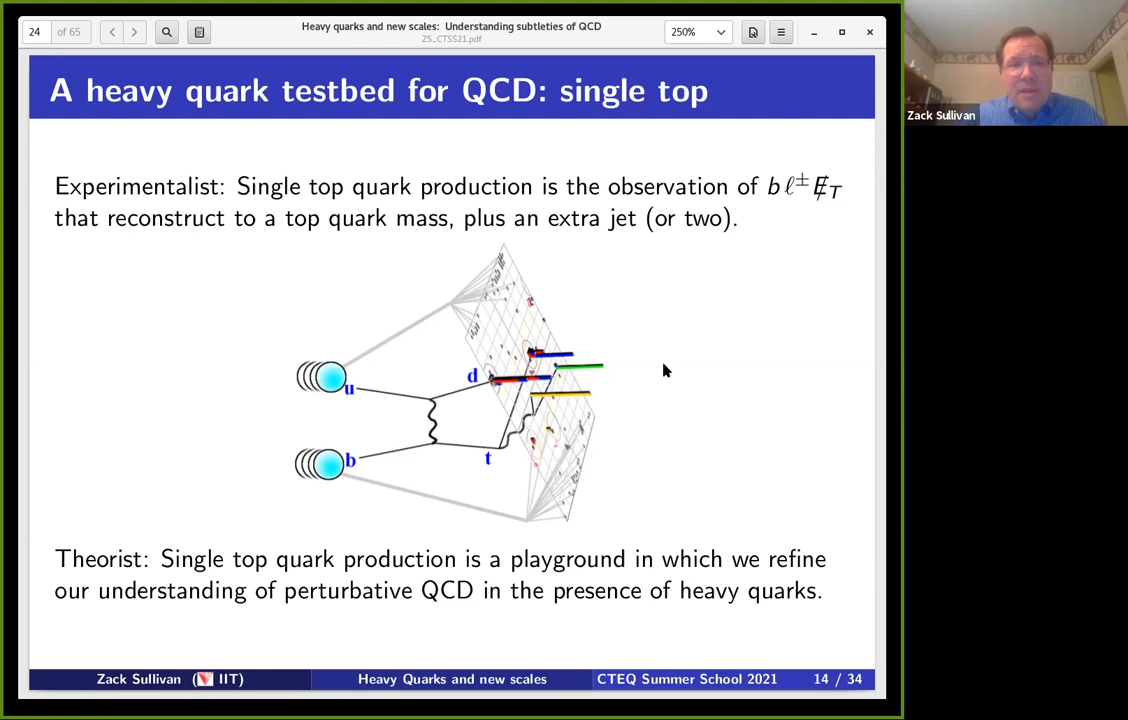 24 of 65
Heavy quarks and new scales: Understanding subtleties of QCD
ZS_CTSS21.pdf
250%
A heavy quark testbed for QCD: single top
Experimentalist: Single top quark production is the observation of b ℓ± E̸T
that reconstruct to a top quark mass, plus an extra jet (or two).
u
d
b
t
Theorist: Single top quark production is a playground in which we refine
our understanding of perturbative QCD in the presence of heavy quarks.
Zack Sullivan (IIT)
Heavy Quarks and new scales
CTEQ Summer School 2021
14 / 34
Zack Sullivan